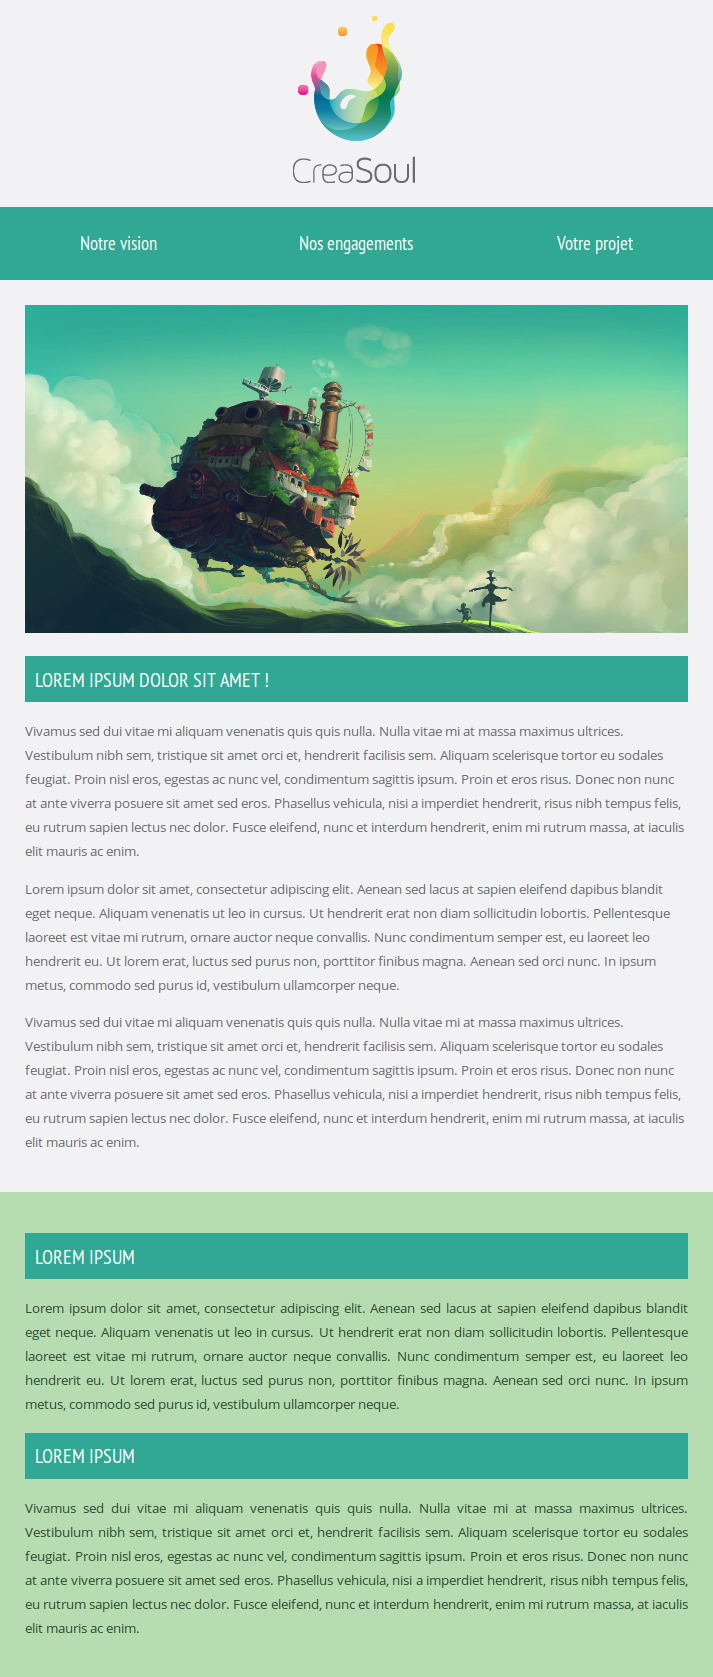 CreaSoul
Notre vision
Nos engagements
Votre projet
LOREM IPSUM DOLOR SIT AMET !
Vivamus sed dui vitae mi aliquam venenatis quis quis nulla. Nulla vitae mi at massa maximus ultrices.
Vestibulum nibh sem, tristique sit amet orci et, hendrerit facilisis sem. Aliquam scelerisque tortor eu sodales
feugiat. Proin nisl eros, egestas ac nunc vel, condimentum sagittis ipsum. Proin et eros risus. Donec non nunc
at ante viverra posuere sit amet sed eros. Phasellus vehicula, nisi a imperdiet hendrerit, risus nibh tempus felis,
eu rutrum sapien lectus nec dolor. Fusce eleifend, nunc et interdum hendrerit, enim mi rutrum massa, at iaculis
elit mauris ac enim.
Lorem ipsum dolor sit amet, consectetur adipiscing elit. Aenean sed lacus at sapien eleifend dapibus blandit
eget neque. Aliquam venenatis ut leo in cursus. Ut hendrerit erat non diam sollicitudin lobortis. Pellentesque
laoreet est vitae mi rutrum, ornare auctor neque convallis. Nunc condimentum semper est, eu laoreet leo
hendrerit eu. Ut lorem erat, luctus sed purus non, porttitor finibus magna. Aenean sed orci nunc. In ipsum
metus, commodo sed purus id, vestibulum ullamcorper neque.
Vivamus sed dui vitae mi aliquam venenatis quis quis nulla. Nulla vitae mi at massa maximus ultrices.
Vestibulum nibh sem, tristique sit amet orci et, hendrerit facilisis sem. Aliquam scelerisque tortor eu sodales
feugiat. Proin nisl eros, egestas ac nunc vel, condimentum sagittis ipsum. Proin et eros risus. Donec non nunc
at ante viverra posuere sit amet sed eros. Phasellus vehicula, nisi a imperdiet hendrerit, risus nibh tempus felis,
eu rutrum sapien lectus nec dolor. Fusce eleifend, nunc et interdum hendrerit, enim mi rutrum massa, at iaculis
elit mauris ac enim.
LOREM IPSUM
Lorem ipsum dolor sit amet, consectetur adipiscing elit. Aenean sed lacus at sapien eleifend dapibus blandit
eget neque. Aliquam venenatis ut leo in cursus. Ut hendrerit erat non diam sollicitudin lobortis. Pellentesque
laoreet est vitae mi rutrum, ornare auctor neque convallis. Nunc condimentum semper est, eu laoreet leo
hendrerit eu. Ut lorem erat, luctus sed purus non, porttitor finibus magna. Aenean sed orci nunc. In ipsum
metus, commodo sed purus id, vestibulum ullamcorper neque.
LOREM IPSUM
Vivamus sed dui vitae mi aliquam venenatis quis quis nulla. Nulla vitae mi at massa maximus ultrices.
Vestibulum nibh sem, tristique sit amet orci et, hendrerit facilisis sem. Aliquam scelerisque tortor eu sodales
feugiat. Proin nisl eros, egestas ac nunc vel, condimentum sagittis ipsum. Proin et eros risus. Donec non nunc
at ante viverra posuere sit amet sed eros. Phasellus vehicula, nisi a imperdiet hendrerit, risus nibh tempus felis,
eu rutrum sapien lectus nec dolor. Fusce eleifend, nunc et interdum hendrerit, enim mi rutrum massa, at iaculis
elit mauris ac enim.